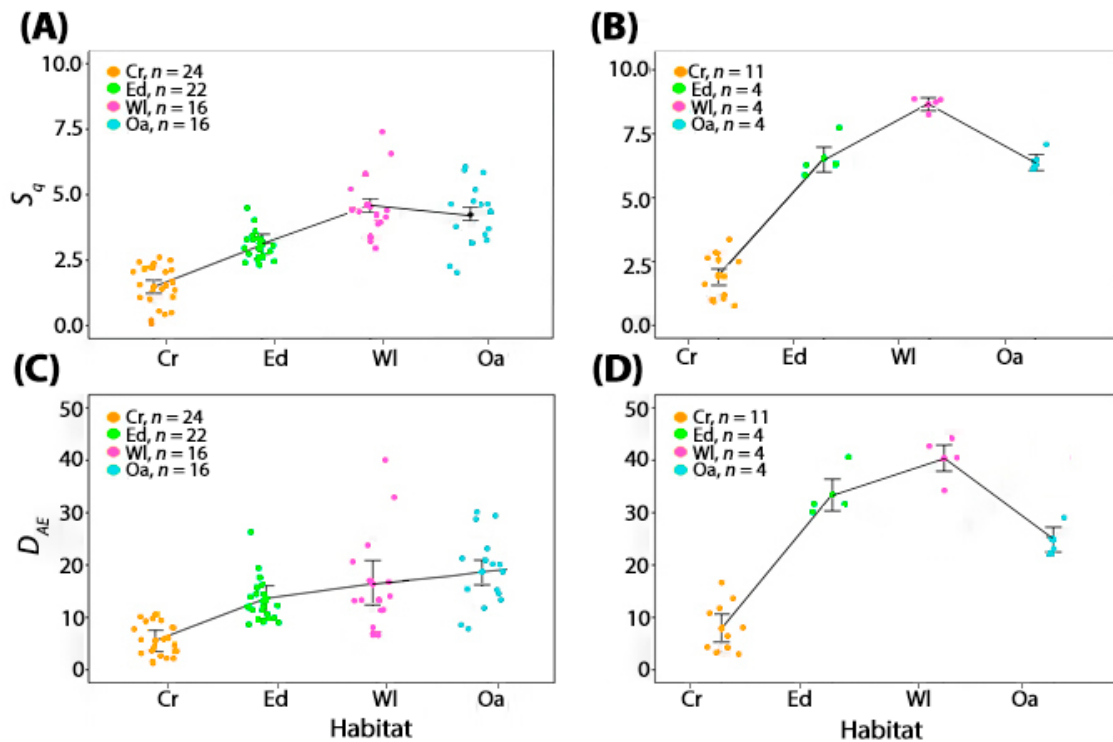 (A)
S_q
10.0
7.5
5.0
2.5
0.0
Cr, n = 24
Ed, n = 22
Wl, n = 16
Oa, n = 16
Cr Ed Wl Oa
(B)
10.0
7.5
5.0
2.5
0.0
Cr, n = 11
Ed, n = 4
Wl, n = 4
Oa, n = 4
Cr Ed Wl Oa
(C)
D_AE
50
40
30
20
10
0
Cr, n = 24
Ed, n = 22
Wl, n = 16
Oa, n = 16
Cr Ed Wl Oa
Habitat
(D)
50
40
30
20
10
0
Cr, n = 11
Ed, n = 4
Wl, n = 4
Oa, n = 4
Cr Ed Wl Oa
Habitat